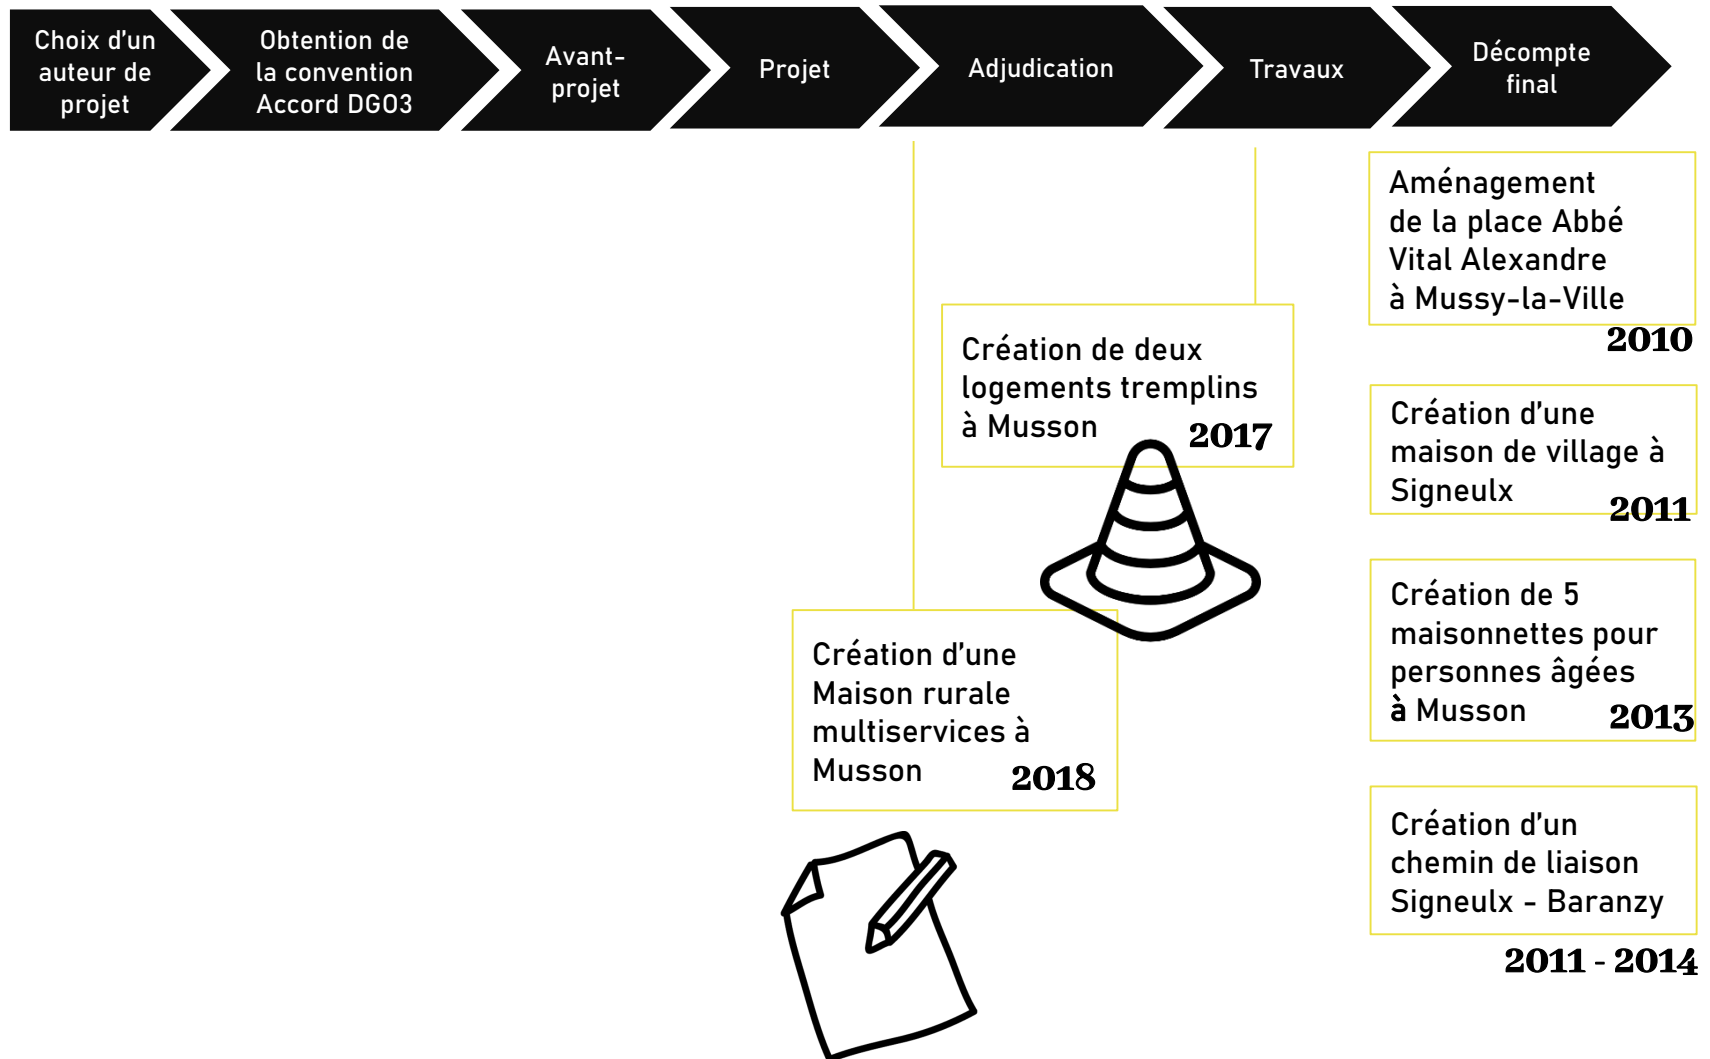 Choix d'un
auteur de
projet
Obtention de
la convention
Accord DGO3
Avant-
projet
Projet
Adjudication
Travaux
Décompte
final
Aménagement
de la place Abbé
Vital Alexandre
à Mussy-la-Ville
2010
Création de deux
logements tremplins
à Musson 2017
Création d'une
maison de village à
Signeulx 2011
Création de 5
maisonnettes pour
personnes âgées
à Musson 2013
Création d'une
Maison rurale
multiservices à
Musson 2018
Création d'un
chemin de liaison
Signeulx - Baranzy
2011 - 2014